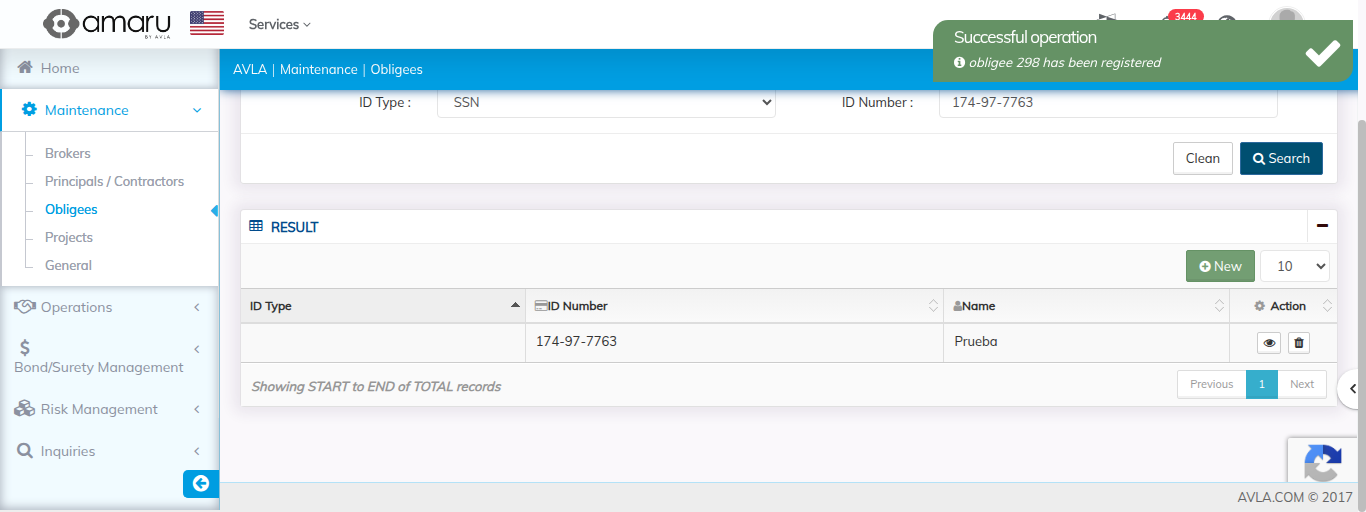 amaru
BY AVLA
Services
3444
Successful operation
obligee 298 has been registered
Home
Maintenance
Brokers
Principals / Contractors
Obligees
Projects
General
Operations
Bond/Surety Management
Risk Management
Inquiries
AVLA | Maintenance | Obligees
ID Type :
SSN
ID Number :
174-97-7763
Clean
Search
RESULT
New
10
ID Type
ID Number
Name
Action
174-97-7763
Prueba
Showing START to END of TOTAL records
Previous
1
Next
AVLA.COM © 2017